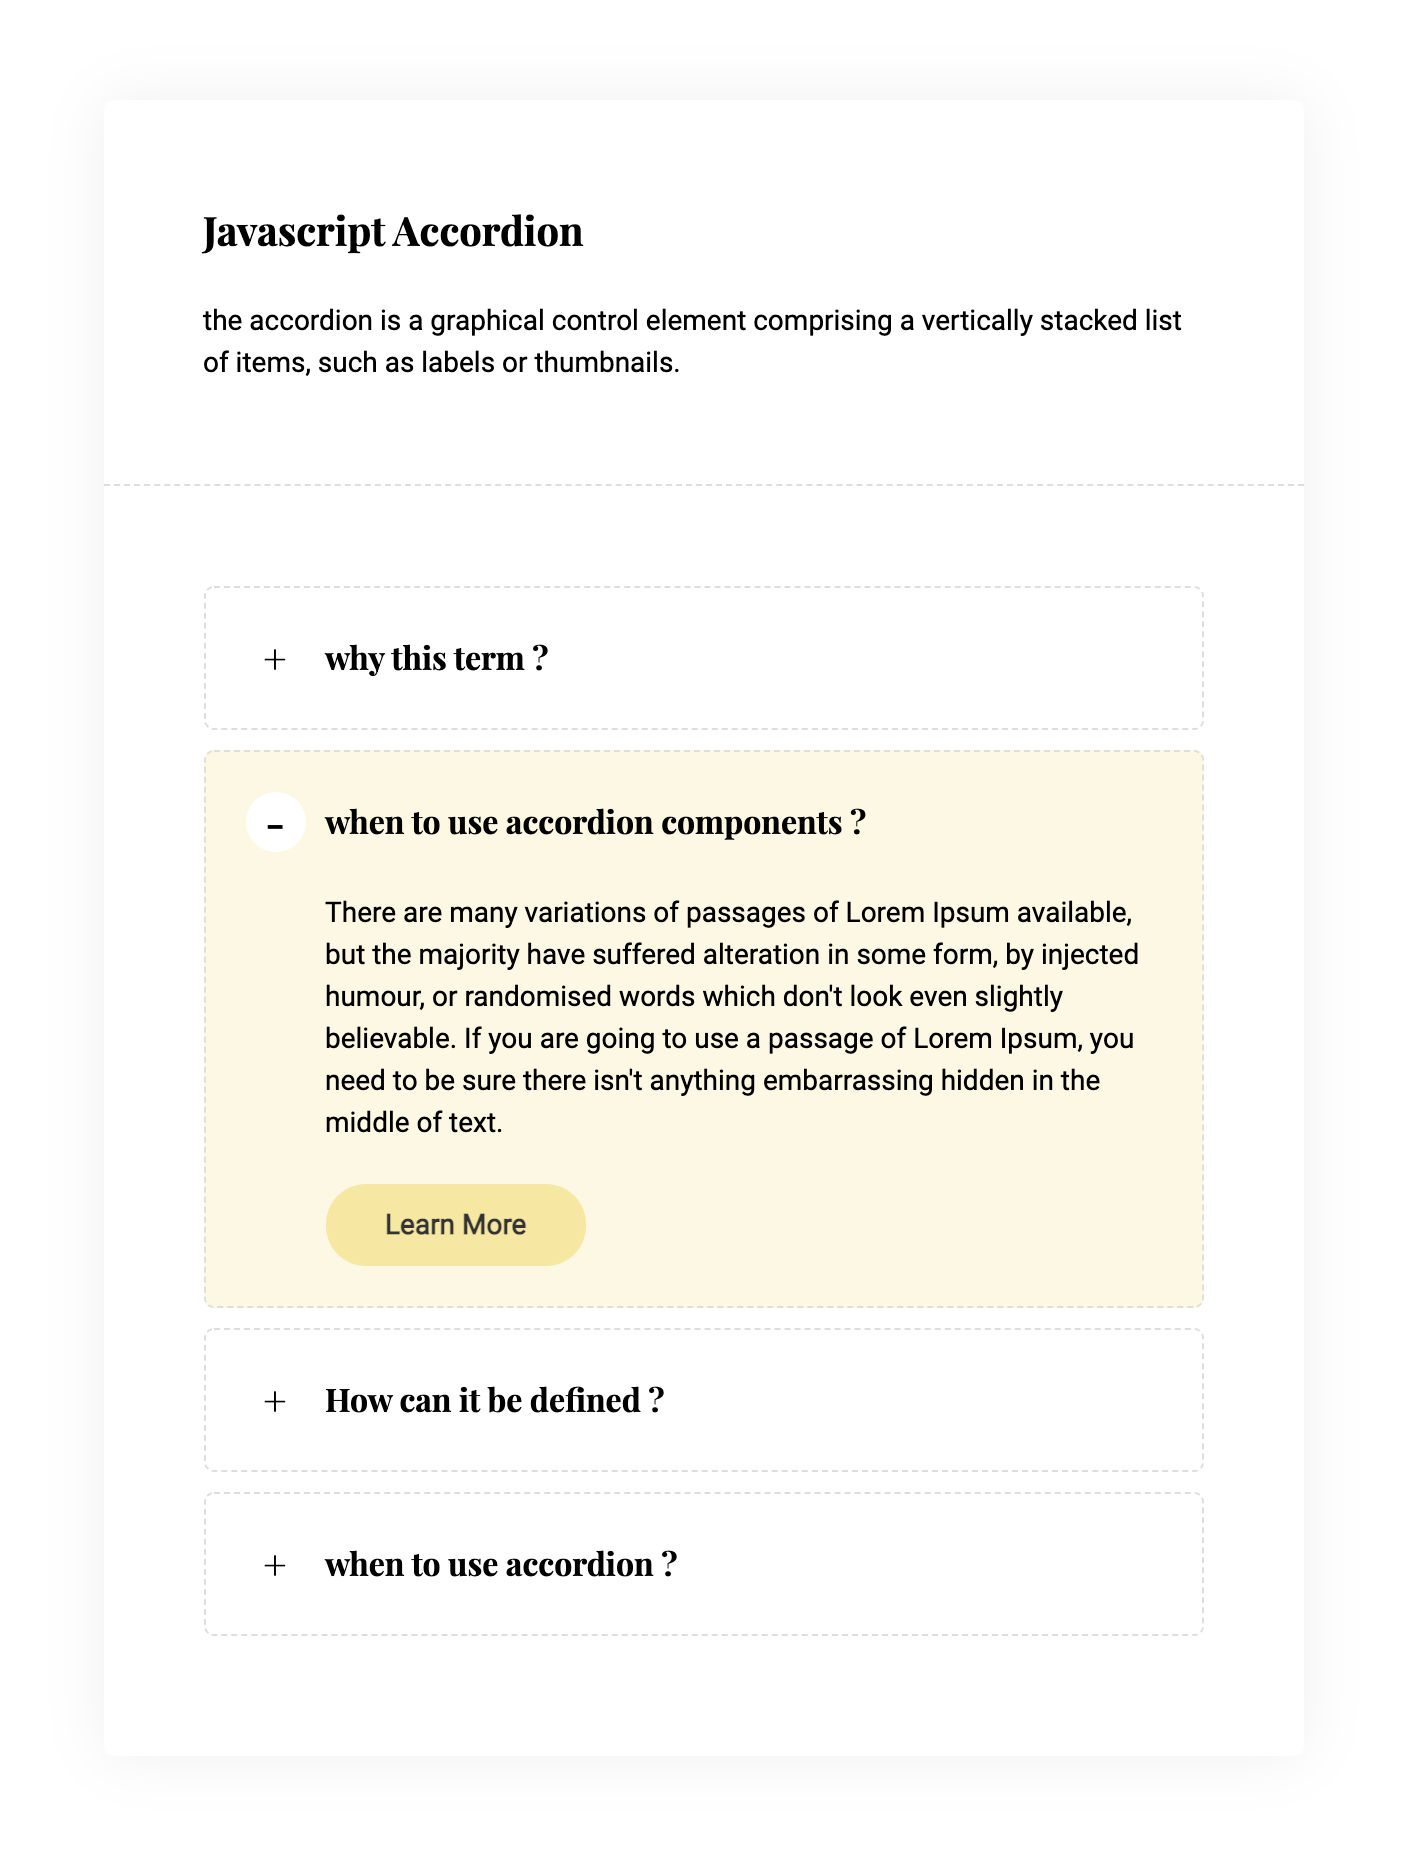 Javascript Accordion
the accordion is a graphical control element comprising a vertically stacked list
of items, such as labels or thumbnails.
+ why this term ?
- when to use accordion components ?
There are many variations of passages of Lorem Ipsum available,
but the majority have suffered alteration in some form, by injected
humour, or randomised words which don't look even slightly
believable. If you are going to use a passage of Lorem Ipsum, you
need to be sure there isn't anything embarrassing hidden in the
middle of text.
Learn More
+ How can it be defined ?
+ when to use accordion ?